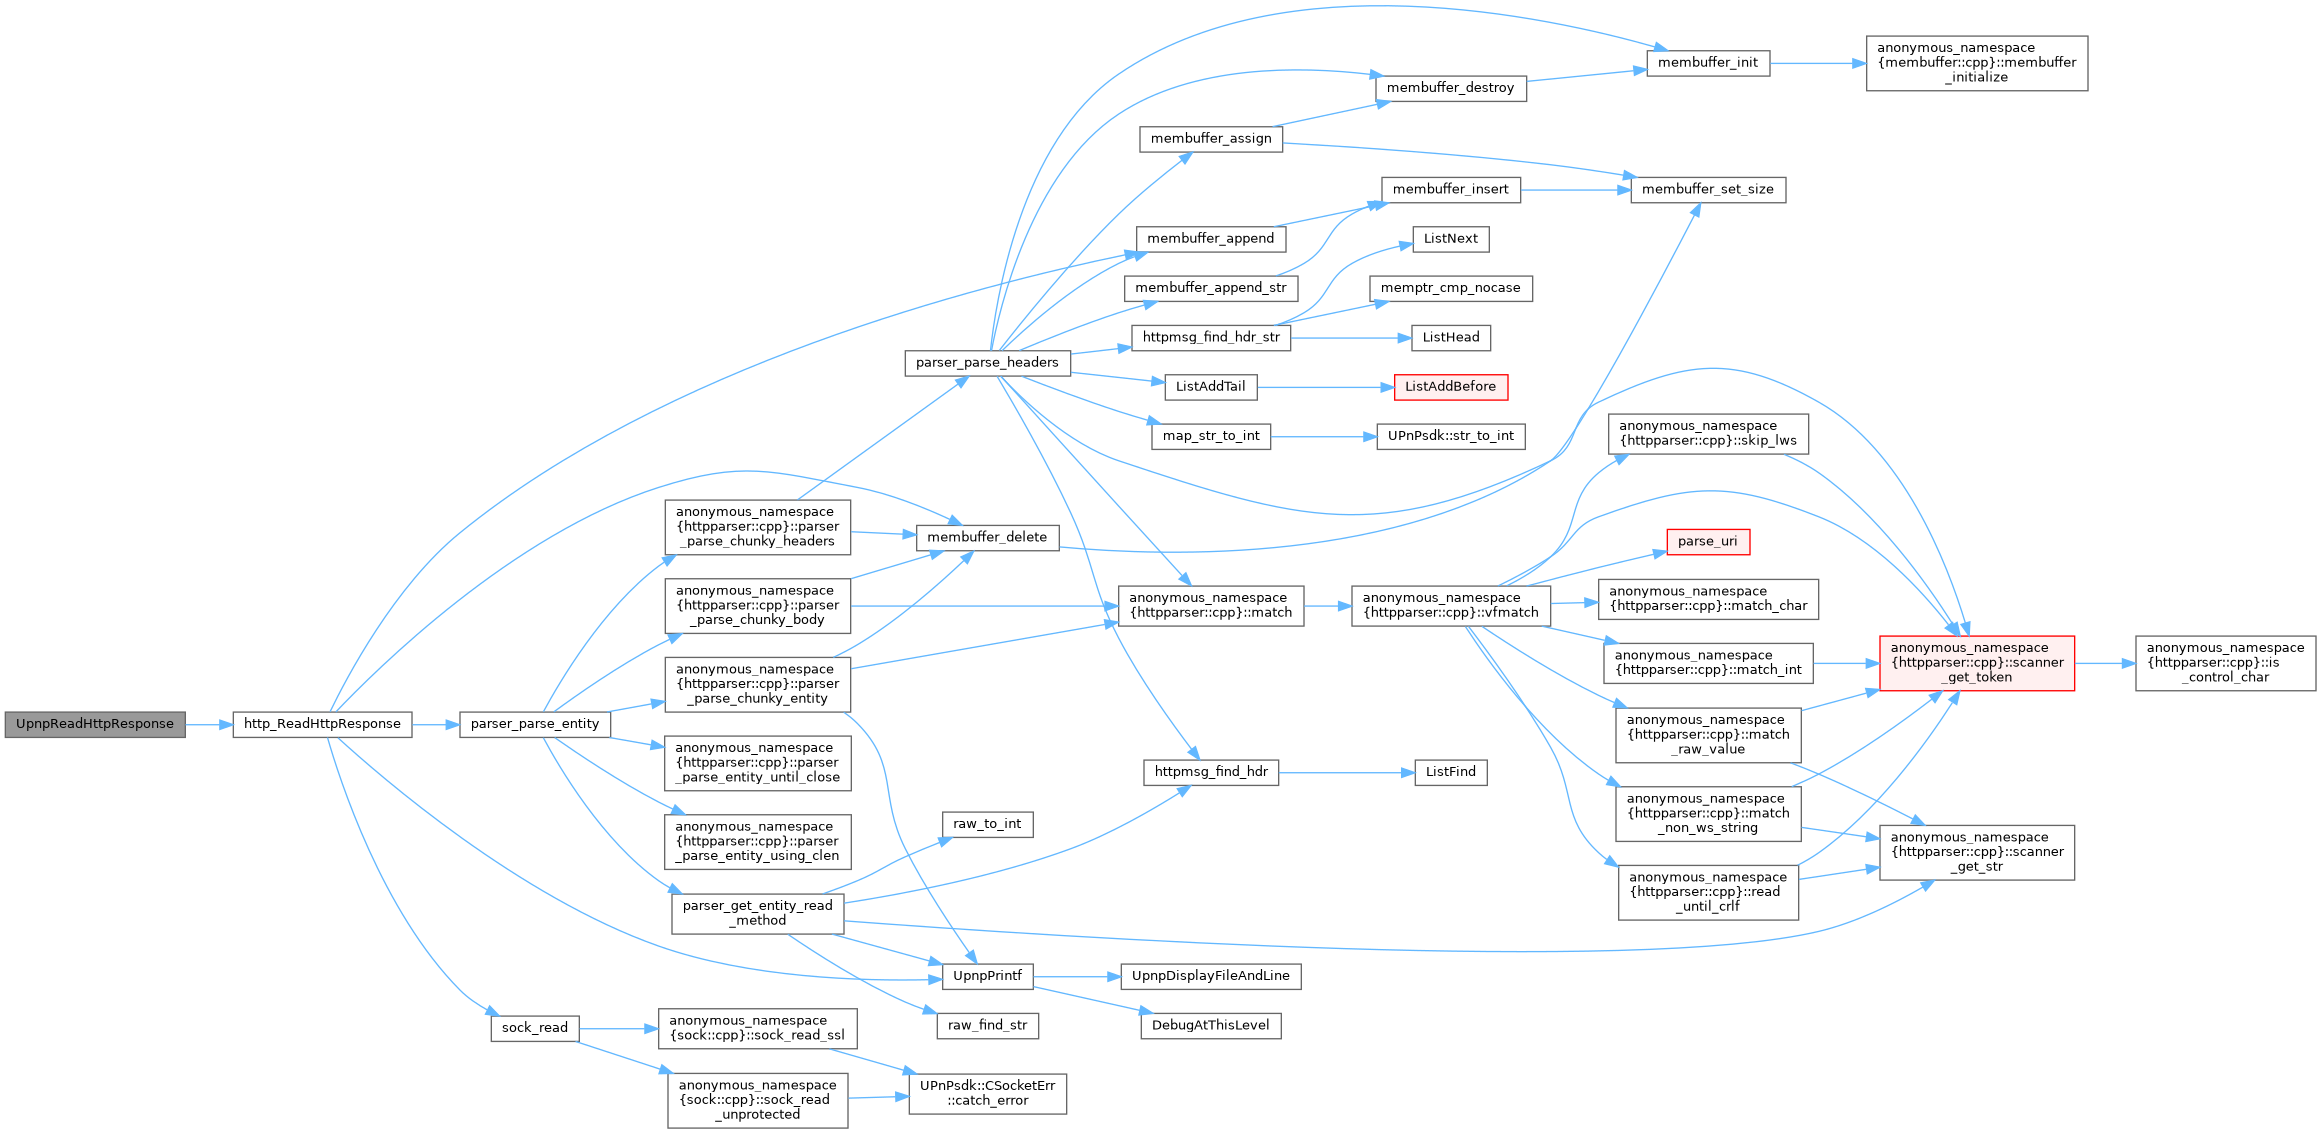 UpnpReadHttpResponse
http_ReadHttpResponse
parser_parse_entity
anonymous_namespace
{httpparser::cpp}::parser
_parse_chunky_headers
anonymous_namespace
{httpparser::cpp}::parser
_parse_chunky_body
anonymous_namespace
{httpparser::cpp}::parser
_parse_chunky_entity
anonymous_namespace
{httpparser::cpp}::parser
_parse_entity_until_close
anonymous_namespace
{httpparser::cpp}::parser
_parse_entity_using_clen
parser_get_entity_read
_method
sock_read
anonymous_namespace
{sock::cpp}::sock_read_ssl
anonymous_namespace
{sock::cpp}::sock_read
_unprotected
parser_parse_headers
membuffer_delete
raw_to_int
UpnpPrintf
raw_find_str
UPnPsdk::CSocketErr
::catch_error
membuffer_assign
membuffer_append
membuffer_append_str
httpmsg_find_hdr_str
ListAddTail
map_str_to_int
anonymous_namespace
{httpparser::cpp}::match
httpmsg_find_hdr
UpnpDisplayFileAndLine
DebugAtThisLevel
membuffer_destroy
membuffer_insert
ListNext
memptr_cmp_nocase
ListHead
ListAddBefore
UPnPsdk::str_to_int
anonymous_namespace
{httpparser::cpp}::vfmatch
ListFind
membuffer_init
membuffer_set_size
anonymous_namespace
{httpparser::cpp}::skip_lws
parse_uri
anonymous_namespace
{httpparser::cpp}::match_char
anonymous_namespace
{httpparser::cpp}::match_int
anonymous_namespace
{httpparser::cpp}::match
_raw_value
anonymous_namespace
{httpparser::cpp}::match
_non_ws_string
anonymous_namespace
{httpparser::cpp}::read
_until_crlf
anonymous_namespace
{membuffer::cpp}::membuffer
_initialize
anonymous_namespace
{httpparser::cpp}::scanner
_get_token
anonymous_namespace
{httpparser::cpp}::scanner
_get_str
anonymous_namespace
{httpparser::cpp}::is
_control_char